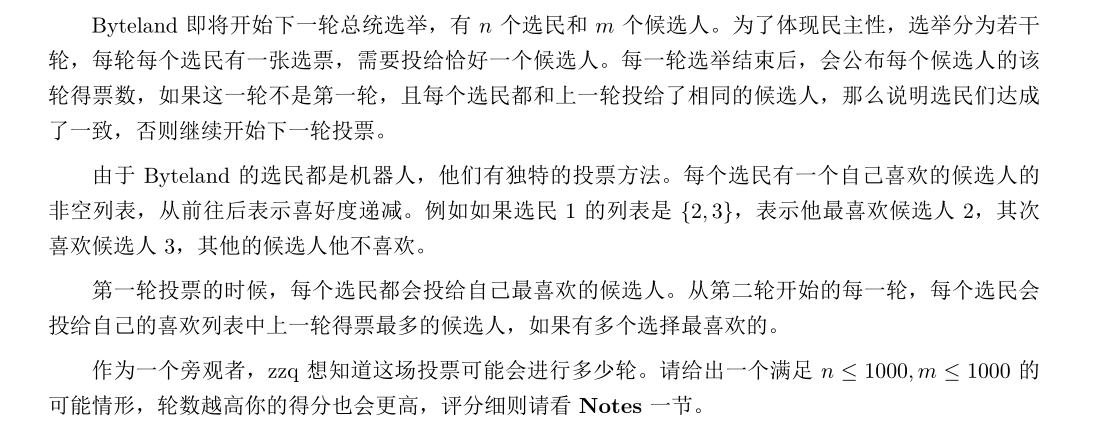 Byteland 即将开始下一轮总统选举，有 n 个选民和 m 个候选人。为了体现民主性，选举分为若干
轮，每轮每个选民有一张选票，需要投给恰好一个候选人。每一轮选举结束后，会公布每个候选人的该
轮得票数，如果这一轮不是第一轮，且每个选民都和上一轮投给了相同的候选人，那么说明选民们达成
了一致，否则继续开始下一轮投票。
由于 Byteland 的选民都是机器人，他们有独特的投票方法。每个选民有一个自己喜欢的候选人的
非空列表，从前往后表示喜好度递减。例如如果选民 1 的列表是 {2, 3}，表示他最喜欢候选人 2，其次
喜欢候选人 3，其他的候选人他不喜欢。
第一轮投票的时候，每个选民都会投给自己最喜欢的候选人。从第二轮开始的每一轮，每个选民会
投给自己的喜欢列表中上一轮得票最多的候选人，如果有多个选择最喜欢的。
作为一个旁观者，zzq 想知道这场投票可能会进行多少轮。请给出一个满足 n ≤ 1000, m ≤ 1000 的
可能情形，轮数越高你的得分也会更高，评分细则请看 Notes 一节。